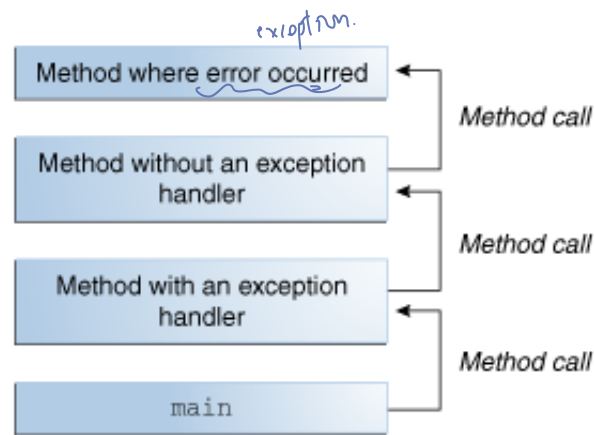 exception.
Method where error occurred
Method call
Method without an exception
handler
Method call
Method with an exception
handler
Method call
main